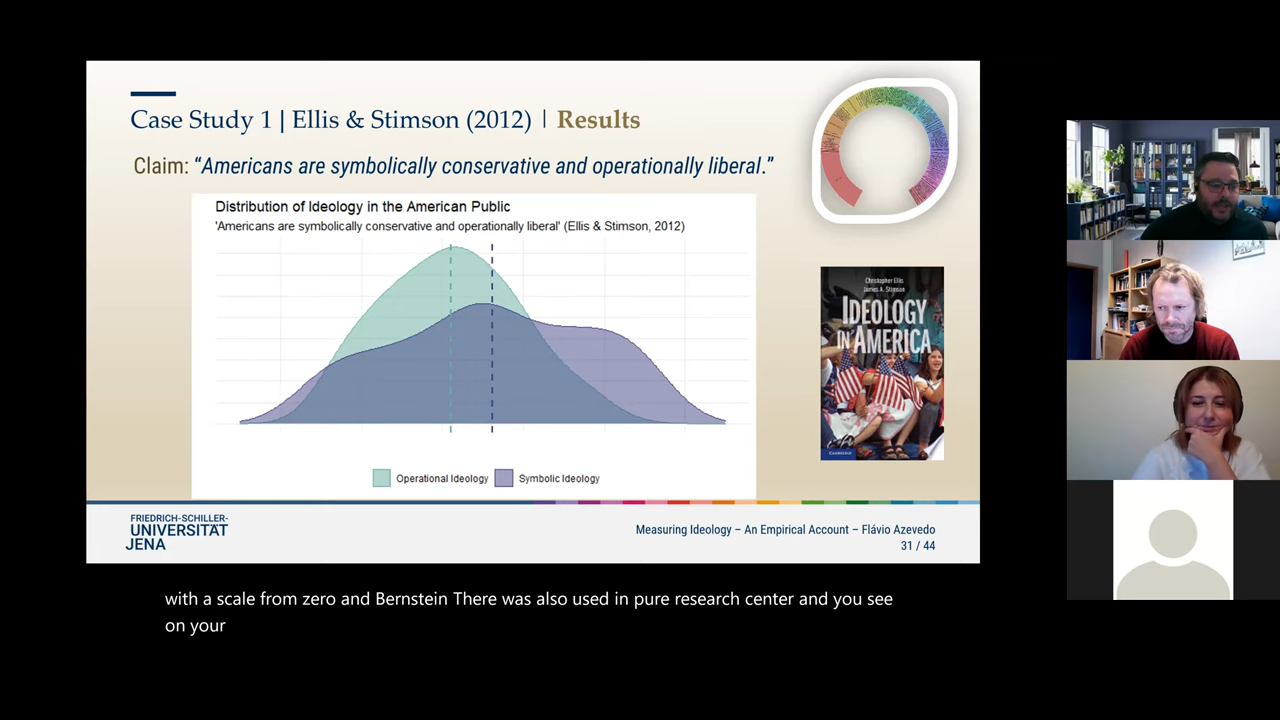 Case Study 1 | Ellis & Stimson (2012) | Results
Claim: “Americans are symbolically conservative and operationally liberal.”
Distribution of Ideology in the American Public
'Americans are symbolically conservative and operationally liberal' (Ellis & Stimson, 2012)
Operational Ideology
Symbolic Ideology
Christopher Ellis
James A. Stimson
IDEOLOGY
IN AMERICA
CAMBRIDGE
FRIEDRICH-SCHILLER-
UNIVERSITÄT
JENA
Measuring Ideology – An Empirical Account – Flávio Azevedo
31 / 44
with a scale from zero and Bernstein There was also used in pure research center and you see
on your